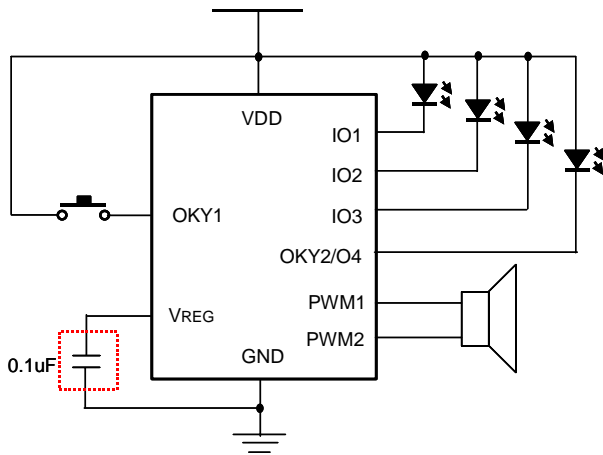 VDD
IO1
IO2
OKY1
IO3
OKY2/O4
VREG
PWM1
PWM2
GND
0.1uF